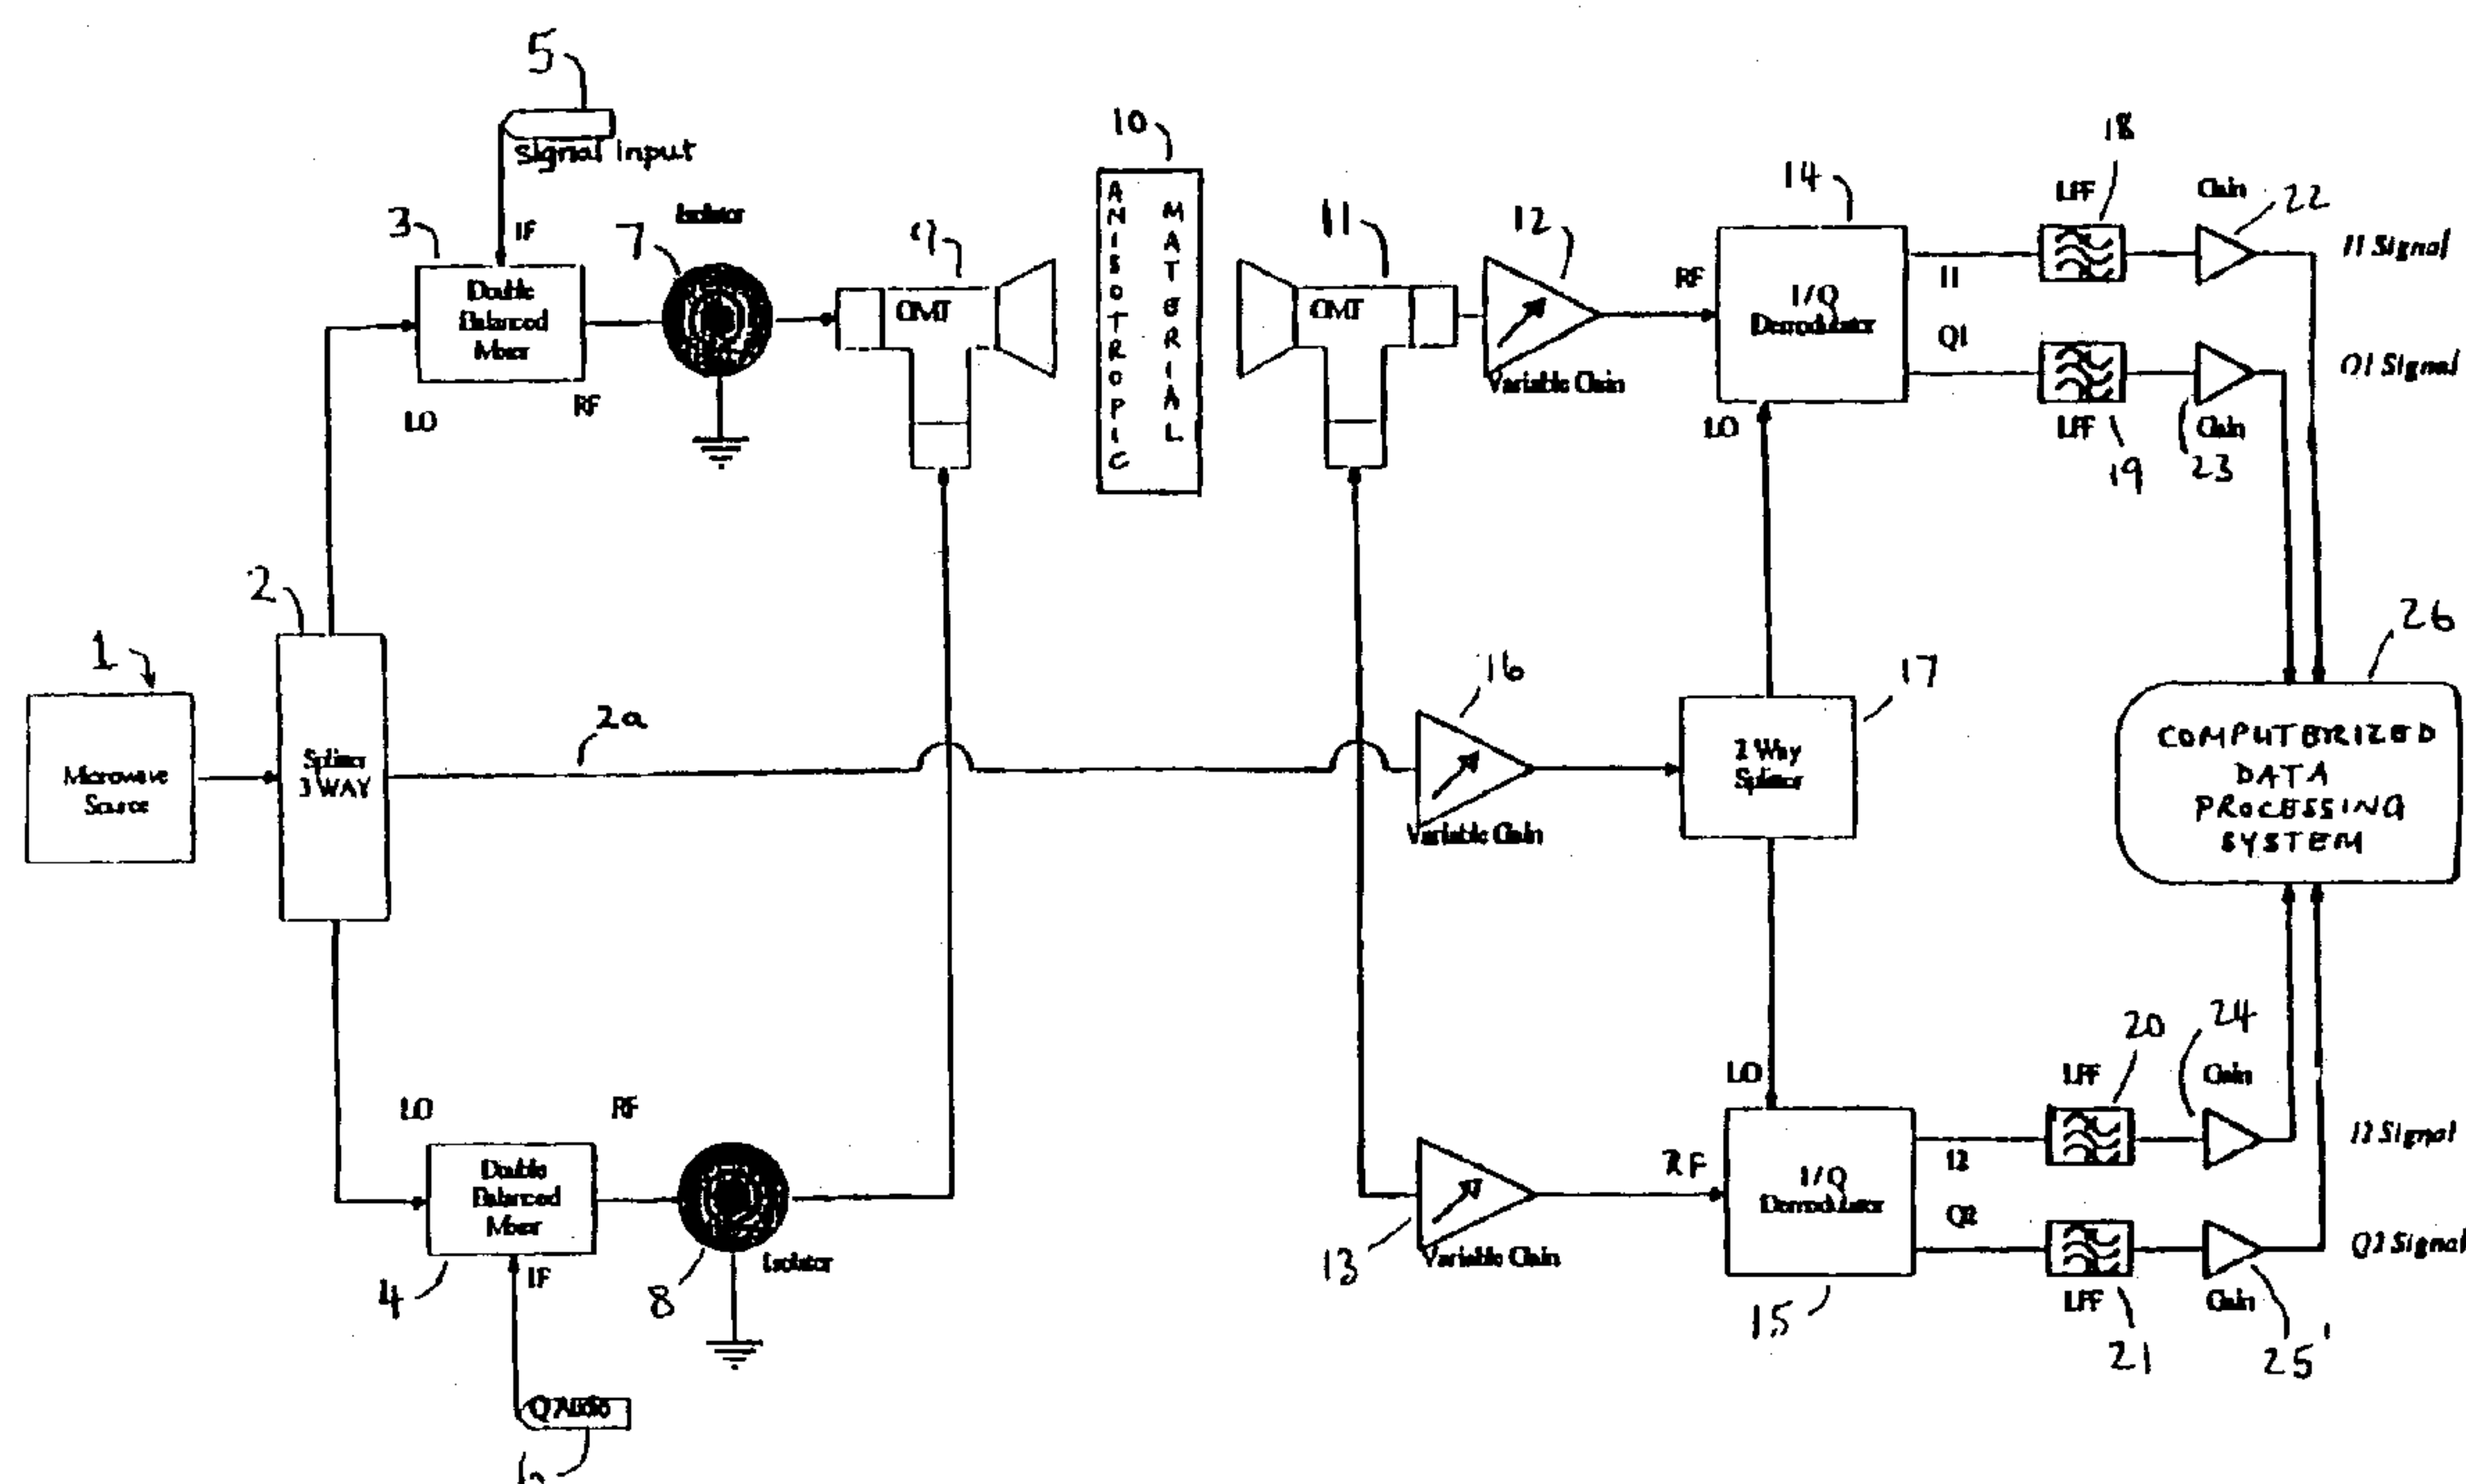 5
Signal Input
3
IF
Double
Balanced
Mixer
LO
RF
Isolator
7
9
OMT
10
ANISOTROPIC
MATERIAL
11
OMT
12
Variable Gain
RF
14
I/Q
Demodulator
LO
I1
Q1
LPF
18
Gain
22
I1 Signal
Q1 Signal
LPF
19
23
Gain
2
1
Microwave
Source
Splitter
3 WAY
2a
16
Variable Gain
17
2 Way
Splitter
26
COMPUTERIZED
DATA
PROCESSING
SYSTEM
LO
RF
Double
Balanced
Mixer
4
IF
8
Isolator
Q Audio
6
13
Variable Gain
RF
LO
I/Q
Demodulator
15
I2
Q2
LPF
20
24
Gain
I2 Signal
Q2 Signal
LPF
21
Gain
25